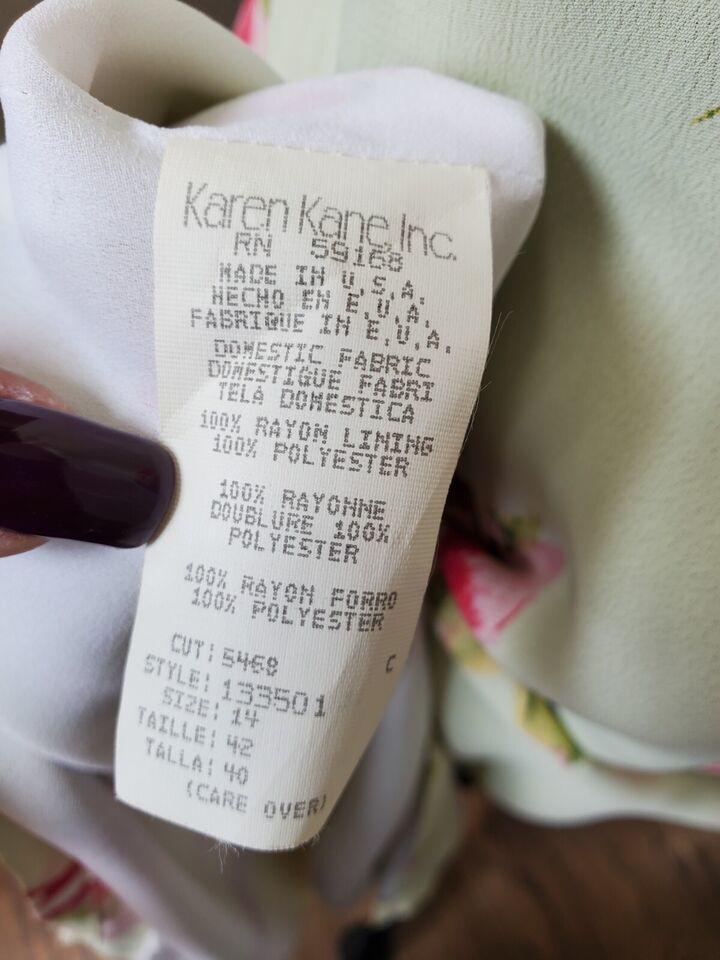 Karen Kane, Inc.
RN 59168
MADE IN U.S.A.
HECHO EN E.U.A.
FABRIQUE IN E.U.A.
DOMESTIC FABRIC
DOMESTIGUE FABRI
TELA DOMESTICA
100% RAYON LINING
100% POLYESTER
100% RAYONNE
DOUBLURE 100%
POLYESTER
100% RAYON FORRO
100% POLYESTER
CUT: 5468 C
STYLE: 133501
SIZE: 14
TAILLE: 42
TALLA: 40
(CARE OVER)